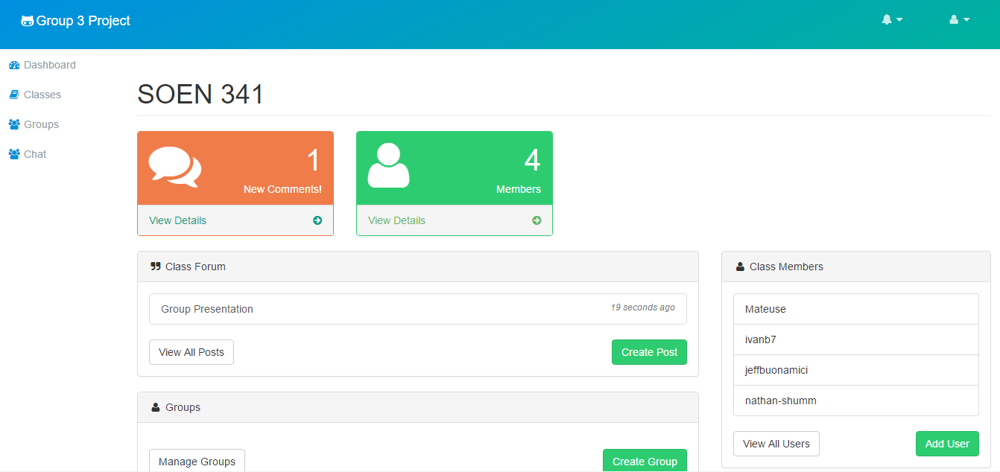 Group 3 Project
Dashboard
Classes
Groups
Chat
SOEN 341
1
New Comments!
View Details
4
Members
View Details
Class Forum
Group Presentation
19 seconds ago
View All Posts
Create Post
Groups
Manage Groups
Create Group
Class Members
Mateuse
ivanb7
jeffbuonamici
nathan-shumm
View All Users
Add User